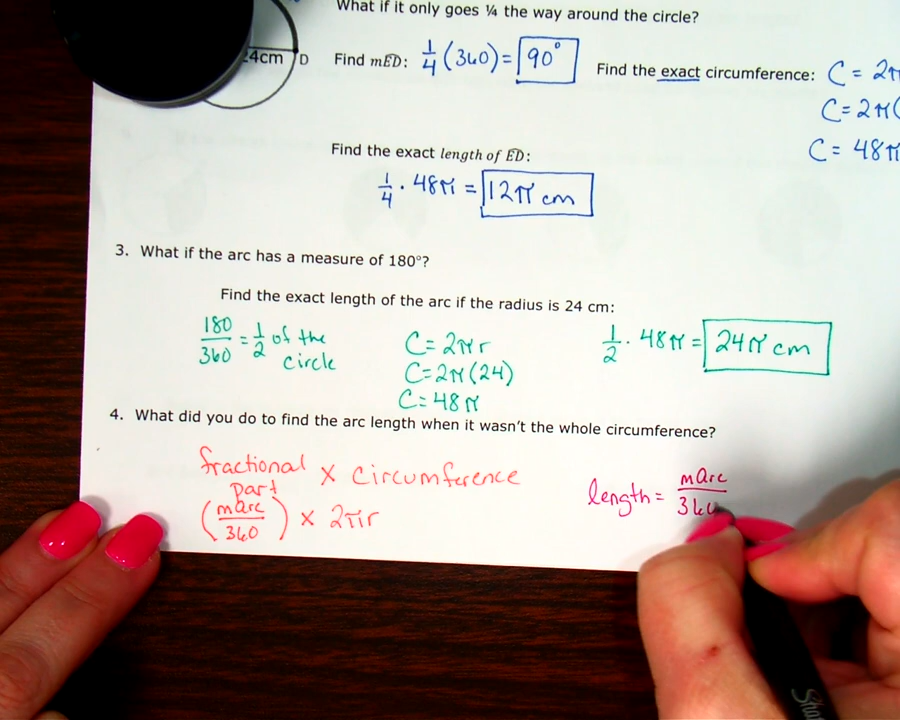 What if it only goes ¼ the way around the circle?
24cm D Find mED: 1/4 (360) = 90° Find the exact circumference: C = 2π
C = 2π(
C = 48π
Find the exact length of ED:
1/4 · 48π = 12π cm
3. What if the arc has a measure of 180°?
Find the exact length of the arc if the radius is 24 cm:
180/360 = 1/2 of the circle
C = 2πr
C = 2π(24)
C = 48π
1/2 · 48π = 24π cm
4. What did you do to find the arc length when it wasn't the whole circumference?
fractional part x circumference
(marc/360) x 2πr
length = marc/360